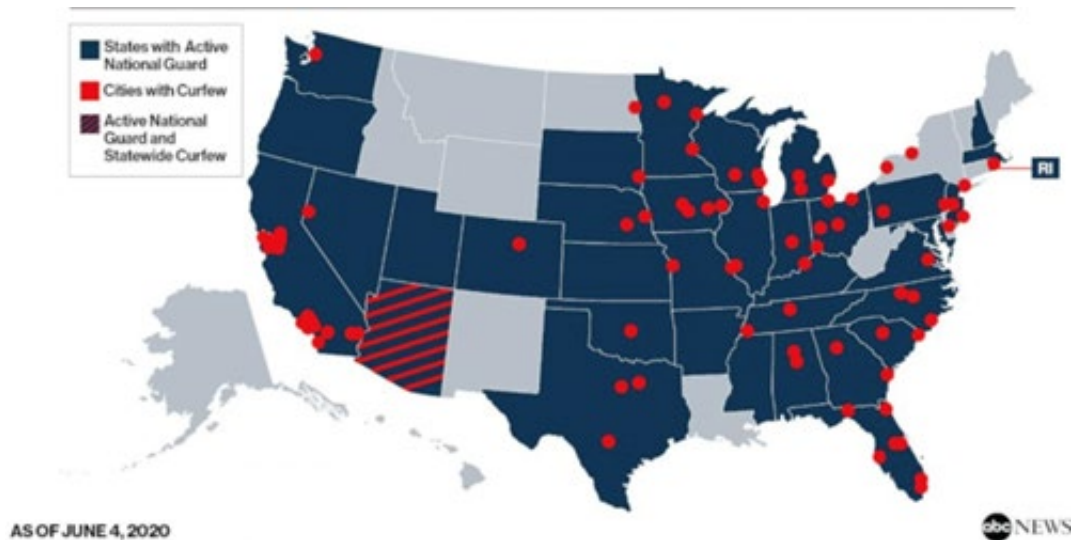 States with Active
National Guard
Cities with Curfew
Active National
Guard and
Statewide Curfew
RI
AS OF JUNE 4, 2020
abc NEWS